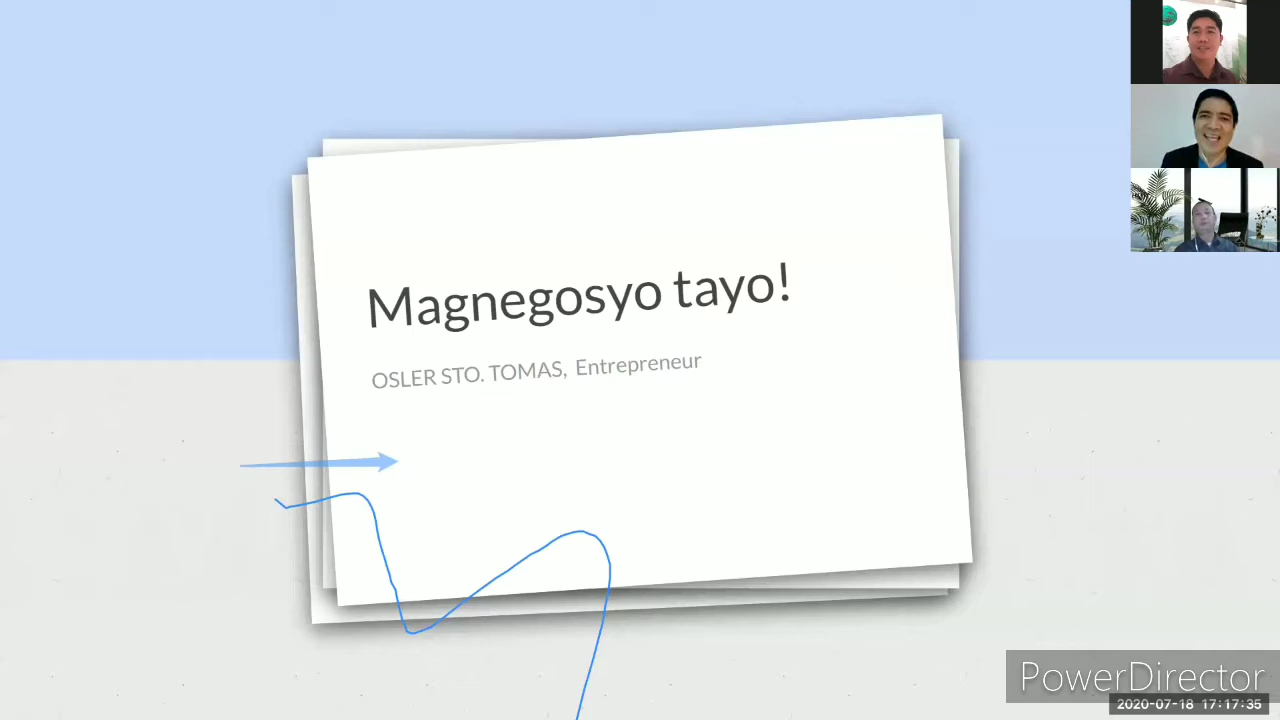 Magnegosyo tayo!
OSLER STO. TOMAS, Entrepreneur
PowerDirector
2020-07-18 17:17:35